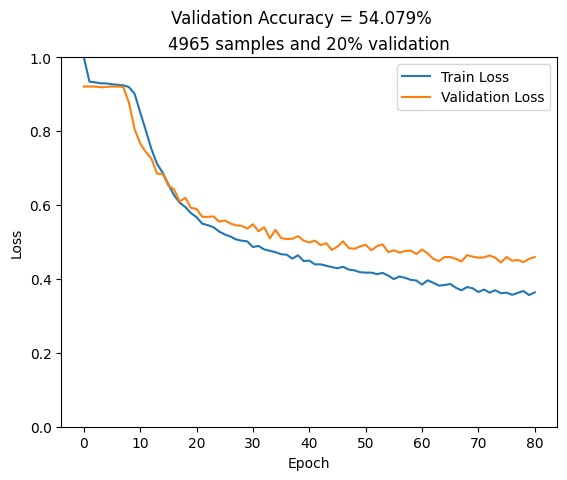 Validation Accuracy = 54.079%
4965 samples and 20% validation
Train Loss
Validation Loss
1.0
0.8
0.6
0.4
0.2
0.0
Loss
0 10 20 30 40 50 60 70 80
Epoch